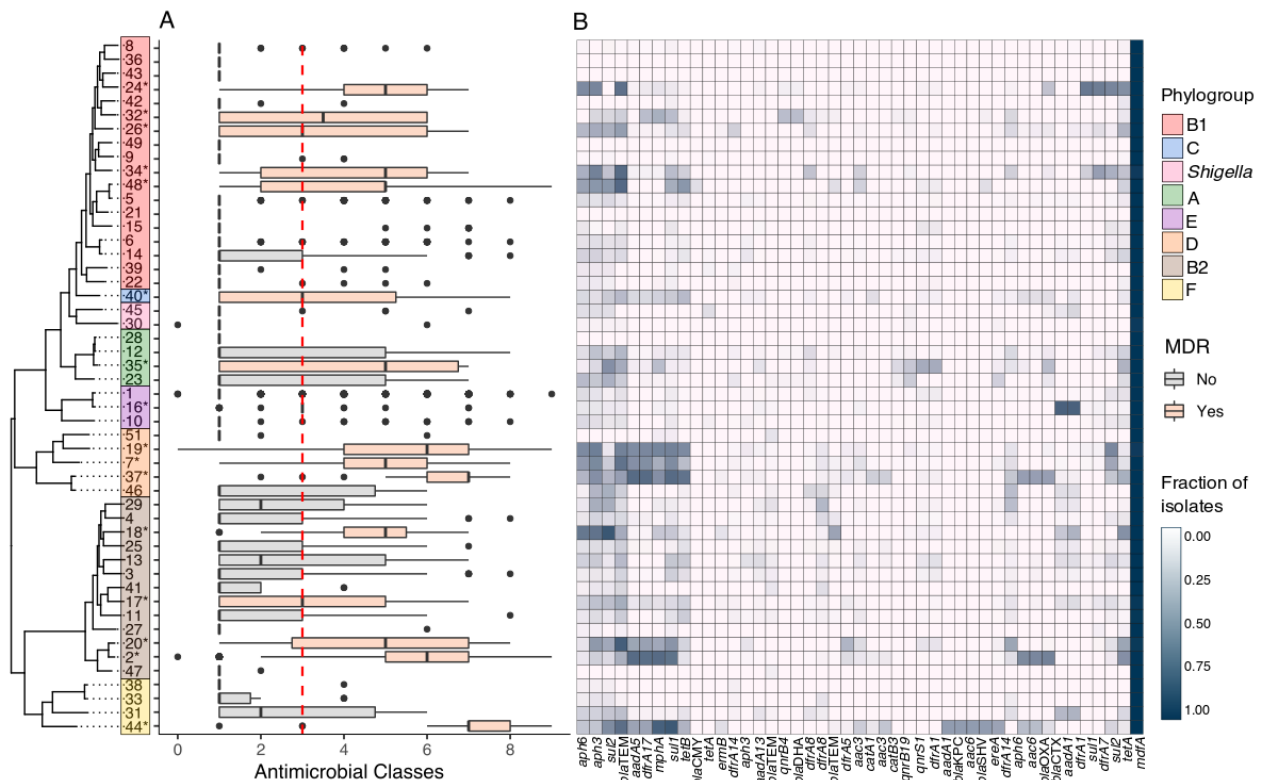 A
B
8
36
43
24*
42
32*
26*
49
9
34*
48*
5
21
15
6
14
39
22
40*
45
30
28
12
35*
23
1
16*
10
51
19*
7*
37*
46
29
4
18*
25
13
3
41
17*
11
27
20*
2*
47
38
33
31
44*
0
2
4
6
8
Antimicrobial Classes
aph6
aph3
sul2
blaTEM
aadA5
dfrA17
mphA
sul1
tetB
blaCMY
tetA
ermB
dfrA14
aph3
aadA13
blaTEM
qnrB4
blaDHA
dfrA8
dfrA8
blaTEM
dfrA5
aac3
catA1
aac3
catB3
qnrB19
qnrS1
dfrA1
aadA1
blaKPC
aac6
blaSHV
ereA
dfrA14
aph6
aac6
blaOXA
blaCTX
aadA1
dfrA1
sul1
dfrA7
sul2
tetA
mdfA
Phylogroup
B1
C
Shigella
A
E
D
B2
F
MDR
No
Yes
Fraction of
isolates
0.00
0.25
0.50
0.75
1.00